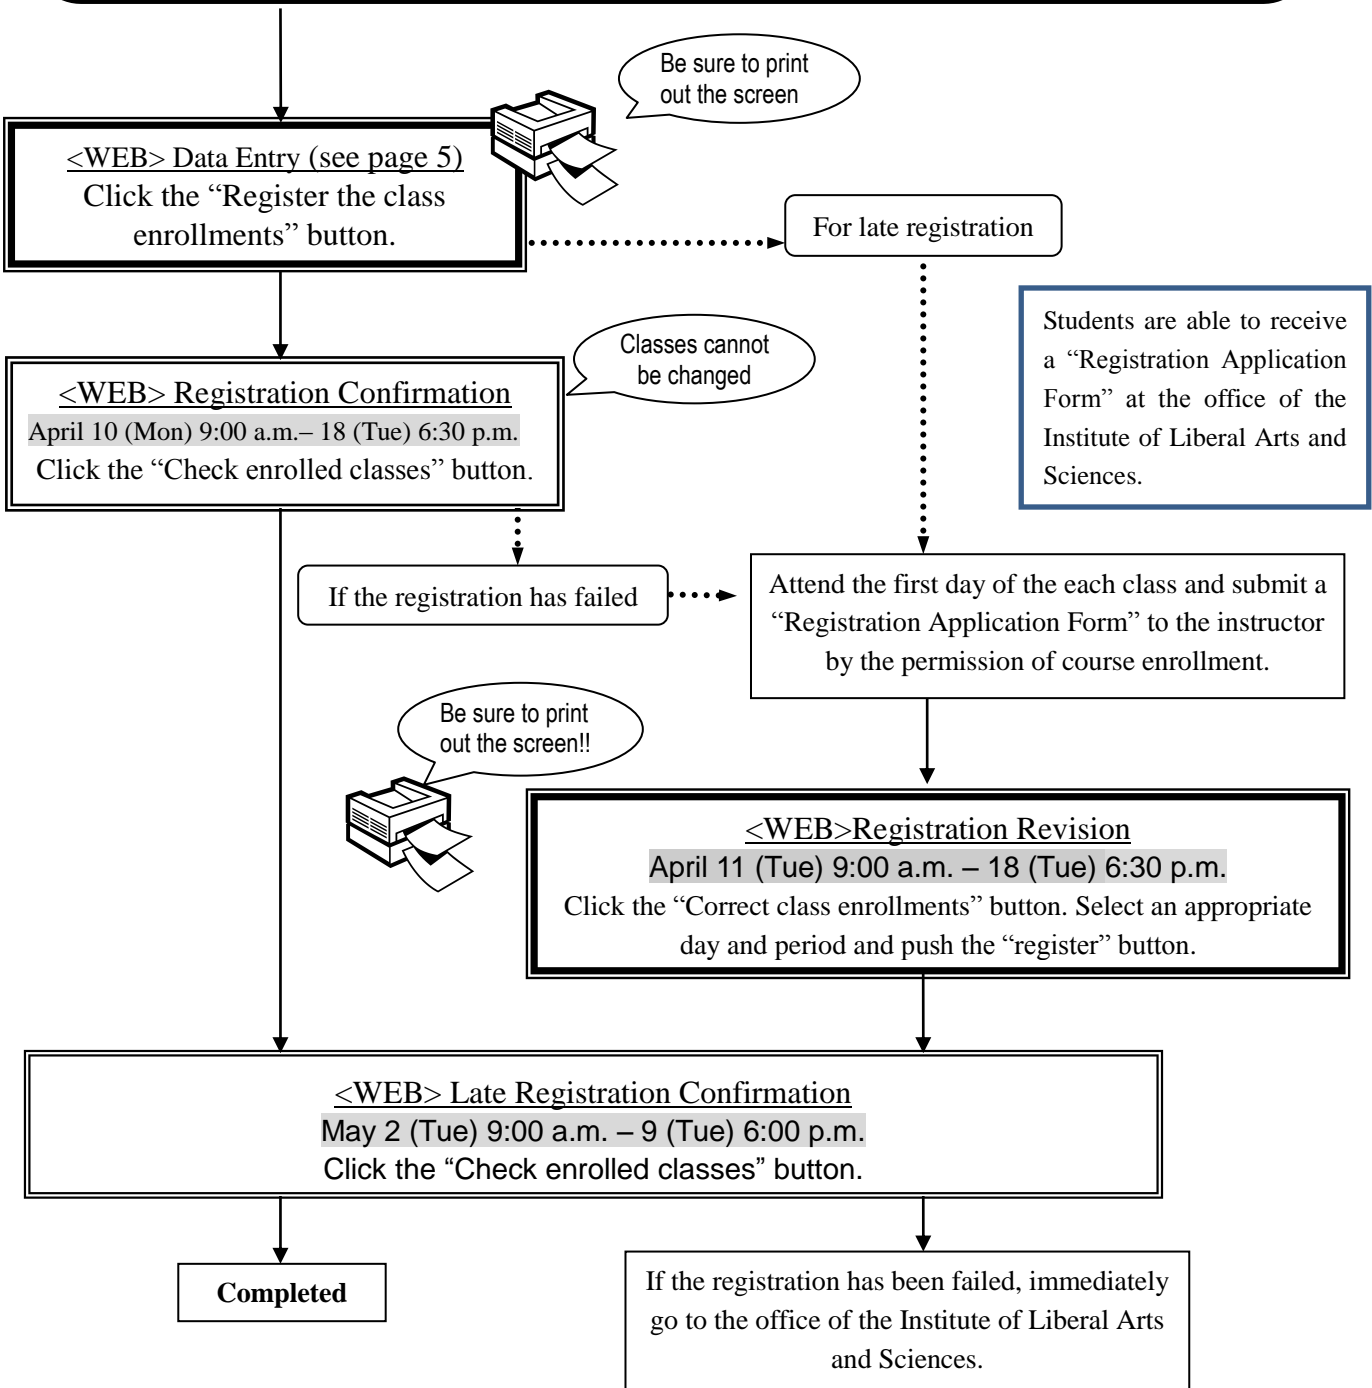 Be sure to print
out the screen
<WEB> Data Entry (see page 5)
Click the “Register the class
enrollments” button.
For late registration
Students are able to receive
a “Registration Application
Form” at the office of the
Institute of Liberal Arts and
Sciences.
Classes cannot
be changed
<WEB> Registration Confirmation
April 10 (Mon) 9:00 a.m.– 18 (Tue) 6:30 p.m.
Click the “Check enrolled classes” button.
If the registration has failed
Attend the first day of the each class and submit a
“Registration Application Form” to the instructor
by the permission of course enrollment.
Be sure to print
out the screen!!
<WEB>Registration Revision
April 11 (Tue) 9:00 a.m. – 18 (Tue) 6:30 p.m.
Click the “Correct class enrollments” button. Select an appropriate
day and period and push the “register” button.
<WEB> Late Registration Confirmation
May 2 (Tue) 9:00 a.m. – 9 (Tue) 6:00 p.m.
Click the “Check enrolled classes” button.
Completed
If the registration has been failed, immediately
go to the office of the Institute of Liberal Arts
and Sciences.